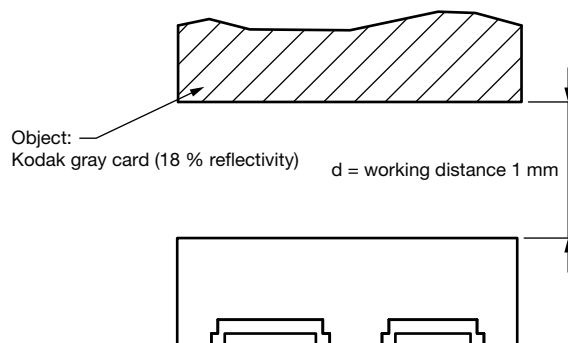 Object:
Kodak gray card (18 % reflectivity)
d = working distance 1 mm